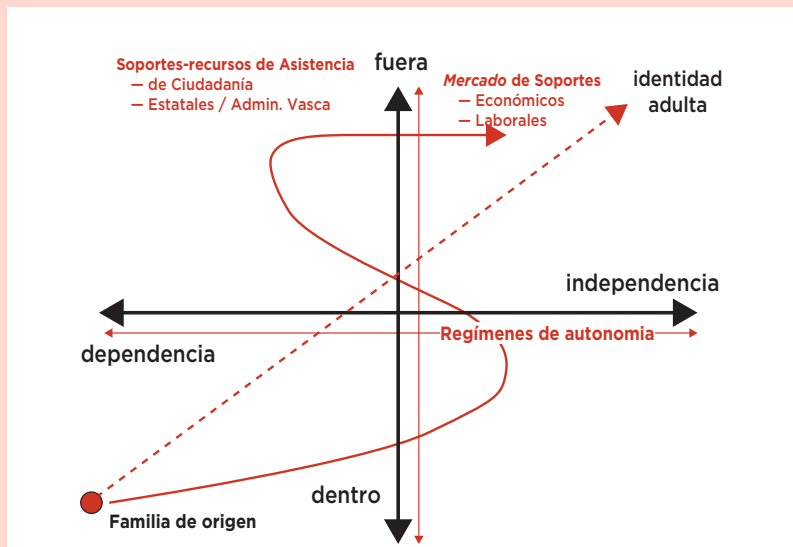 Soportes-recursos de Asistencia
— de Ciudadanía
— Estatales / Admin. Vasca
fuera
Mercado de Soportes
— Económicos
— Laborales
identidad
adulta
independencia
Regímenes de autonomia
dependencia
dentro
Familia de origen